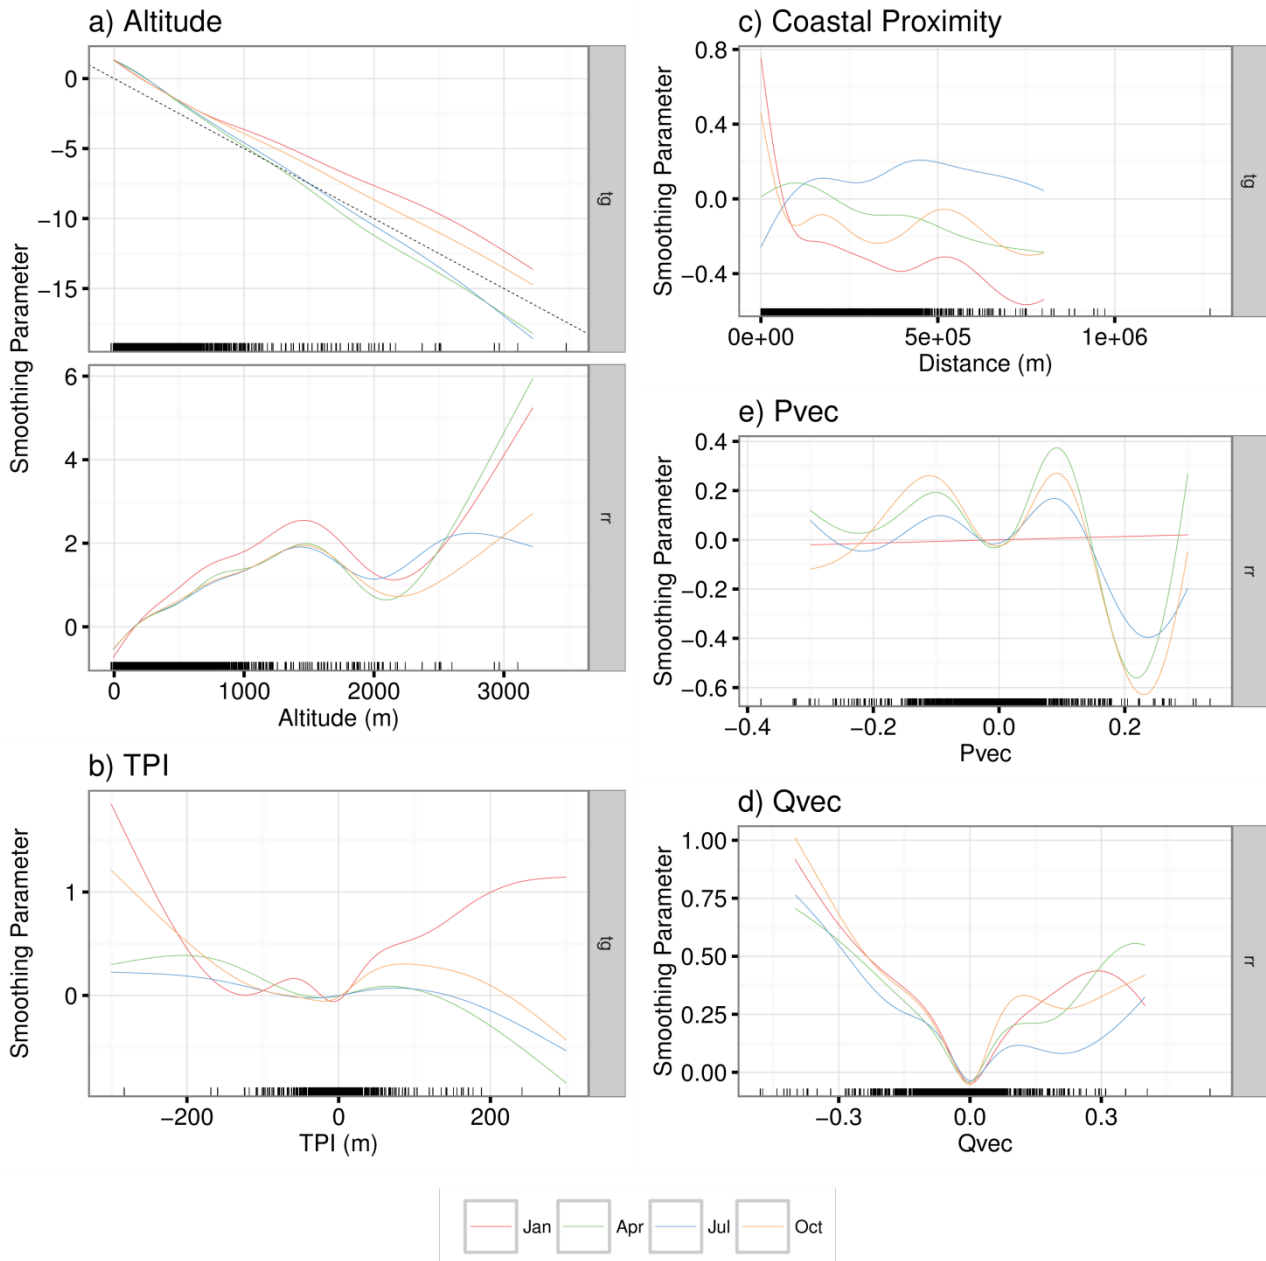 a) Altitude
Smoothing Parameter
0
−5
−10
−15
tg
6
4
2
0
rr
0 1000 2000 3000
Altitude (m)
b) TPI
Smoothing Parameter
1
0
tg
−200 0 200
TPI (m)
c) Coastal Proximity
Smoothing Parameter
0.8
0.4
0.0
−0.4
tg
0e+00 5e+05 1e+06
Distance (m)
e) Pvec
Smoothing Parameter
0.4
0.2
0.0
−0.2
−0.4
−0.6
rr
−0.4 −0.2 0.0 0.2
Pvec
d) Qvec
Smoothing Parameter
1.00
0.75
0.50
0.25
0.00
rr
−0.3 0.0 0.3
Qvec
Jan Apr Jul Oct